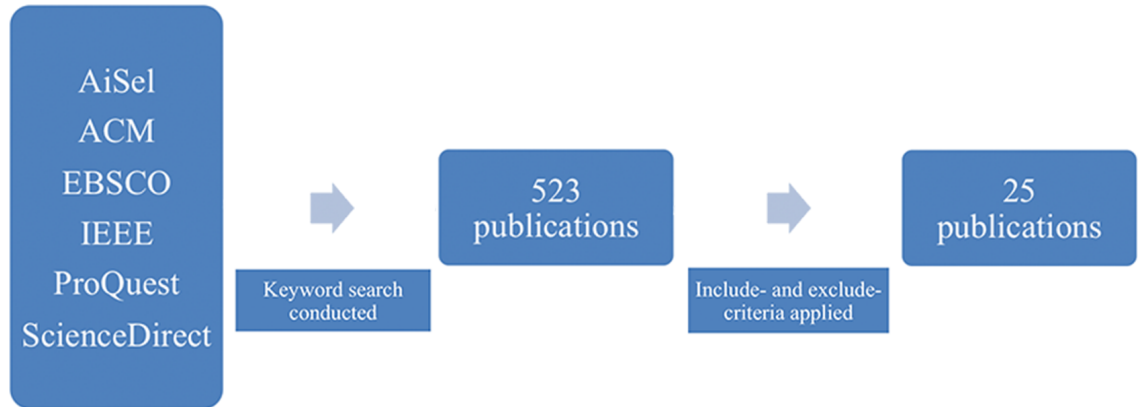 AiSel
ACM
EBSCO
IEEE
ProQuest
ScienceDirect
Keyword search
conducted
523
publications
Include- and exclude-
criteria applied
25
publications